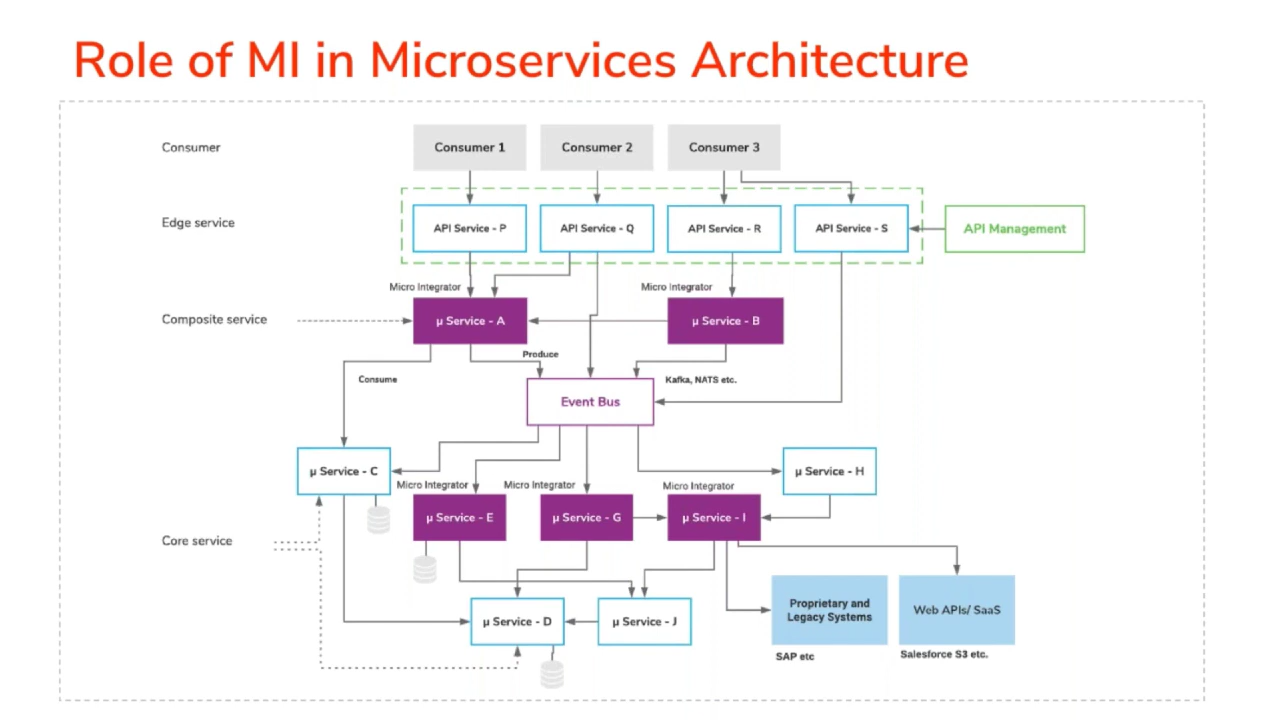 Role of MI in Microservices Architecture
Consumer
Consumer 1
Consumer 2
Consumer 3
Edge service
API Service - P
API Service - Q
API Service - R
API Service - S
API Management
Micro Integrator
Micro Integrator
Composite service
μ Service - A
μ Service - B
Produce
Consume
Kafka, NATS etc.
Event Bus
μ Service - C
μ Service - H
Micro Integrator
Micro Integrator
Micro Integrator
μ Service - E
μ Service - G
μ Service - I
Core service
μ Service - D
μ Service - J
Proprietary and
Legacy Systems
Web APIs/ SaaS
SAP etc
Salesforce S3 etc.